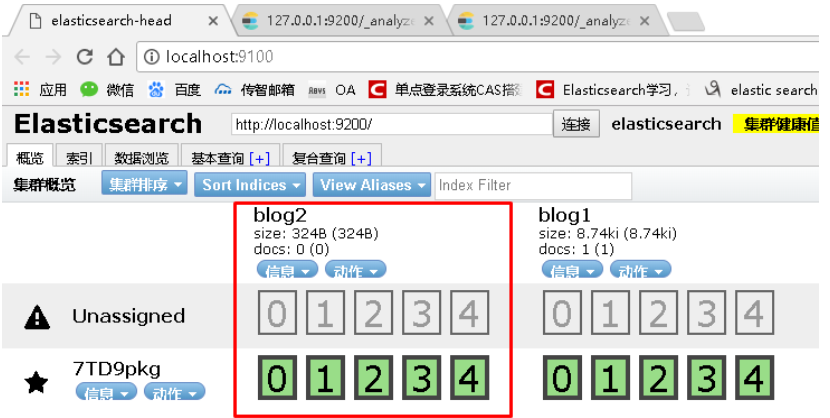 elasticsearch-head × 127.0.0.1:9200/_analyze × 127.0.0.1:9200/_analyze ×
localhost:9100
应用 微信 百度 传智邮箱 OA 单点登录系统CAS搭 Elasticsearch学习, elastic search
Elasticsearch http://localhost:9200/ 连接 elasticsearch 集群健康值
概览 索引 数据浏览 基本查询 [+] 复合查询 [+]
集群概览 集群排序 Sort Indices View Aliases Index Filter
blog2 blog1
size: 324B (324B) size: 8.74ki (8.74ki)
docs: 0 (0) docs: 1 (1)
信息 动作 信息 动作
Unassigned 0 1 2 3 4 0 1 2 3 4
7TD9pkg 0 1 2 3 4 0 1 2 3 4
信息 动作